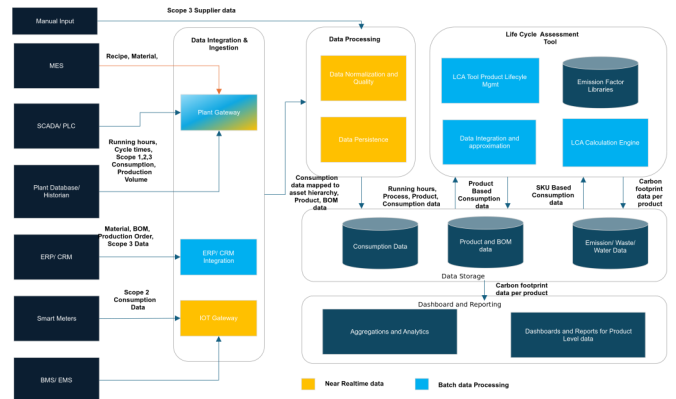 Scope 3 Supplier data
Manual Input
Data Integration &
Ingestion
Data Processing
Life Cycle Assessment
Tool
MES
Recipe, Material,
SCADA/ PLC
Plant Gateway
Running hours,
Cycle times,
Scope 1,2,3
Consumption,
Production
Volume
Plant Database/
Historian
Data Normalization and
Quality
Data Persistence
LCA Tool Product Lifecyle
Mgmt
Emission Factor
Libraries
Data Integration and
approximation
LCA Calculation Engine
Consumption
data mapped to
asset hierarchy,
Product, BOM
data
Running hours,
Process, Product,
Consumption data
Product
Based
Consumption
data
SKU Based
Consumption
data
Carbon
footprint
data per
product
Material, BOM,
Production Order,
Scope 3 Data
ERP/ CRM
ERP/ CRM
Integration
Consumption Data
Product and BOM
data
Emission/ Waste/
Water Data
Data Storage
Carbon footprint
data per product
Scope 2
Consumption
Data
Smart Meters
IOT Gateway
Dashboard and Reporting
Aggregations and Analytics
Dashboards and Reports for Product
Level data
BMS/ EMS
Near Realtime data
Batch data Processing